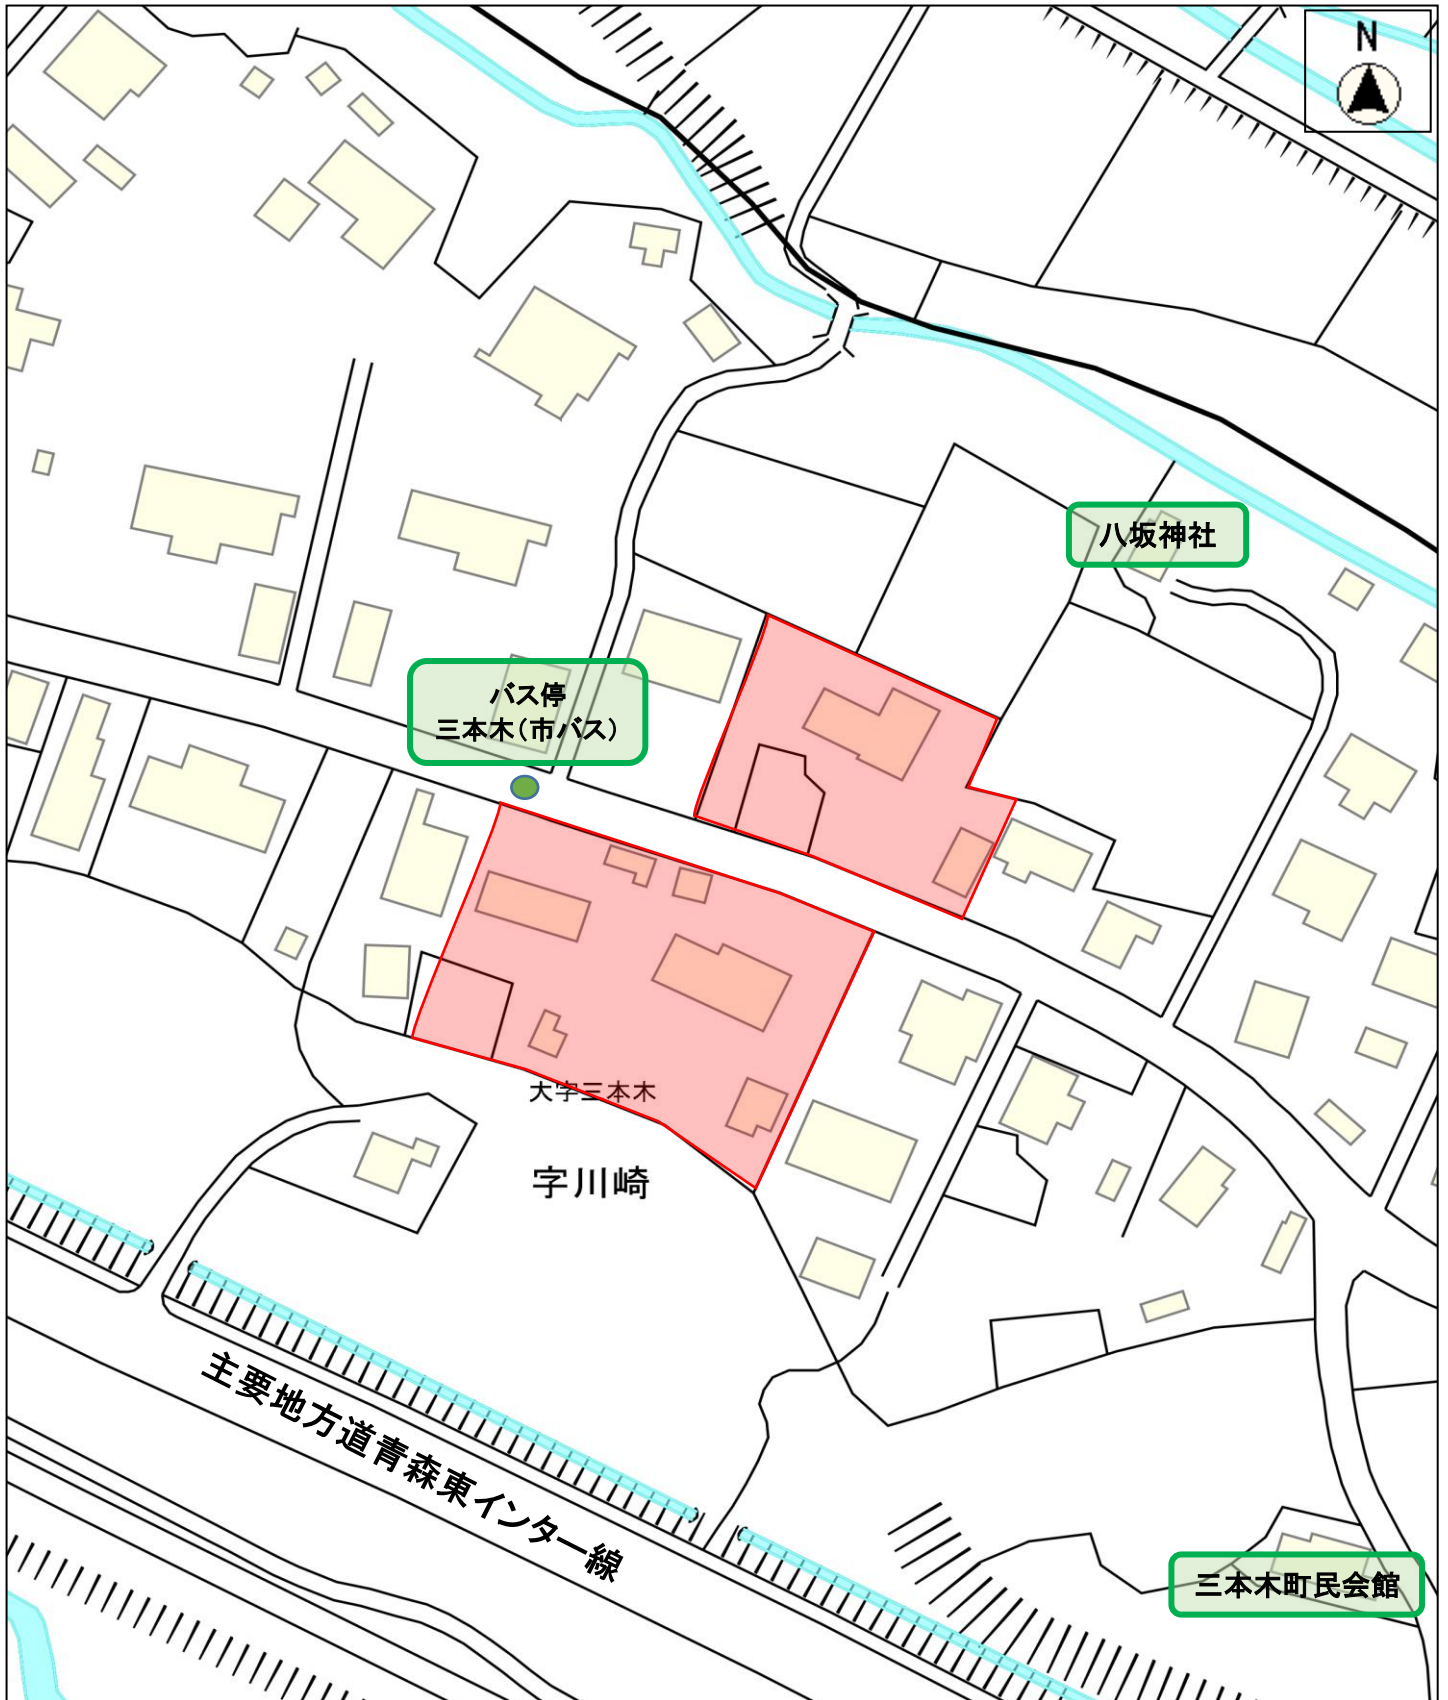 N
八坂神社
バス停
三本木(市バス)
大字三本木
字川崎
主要地方道青森東インター線
三本木町民会館